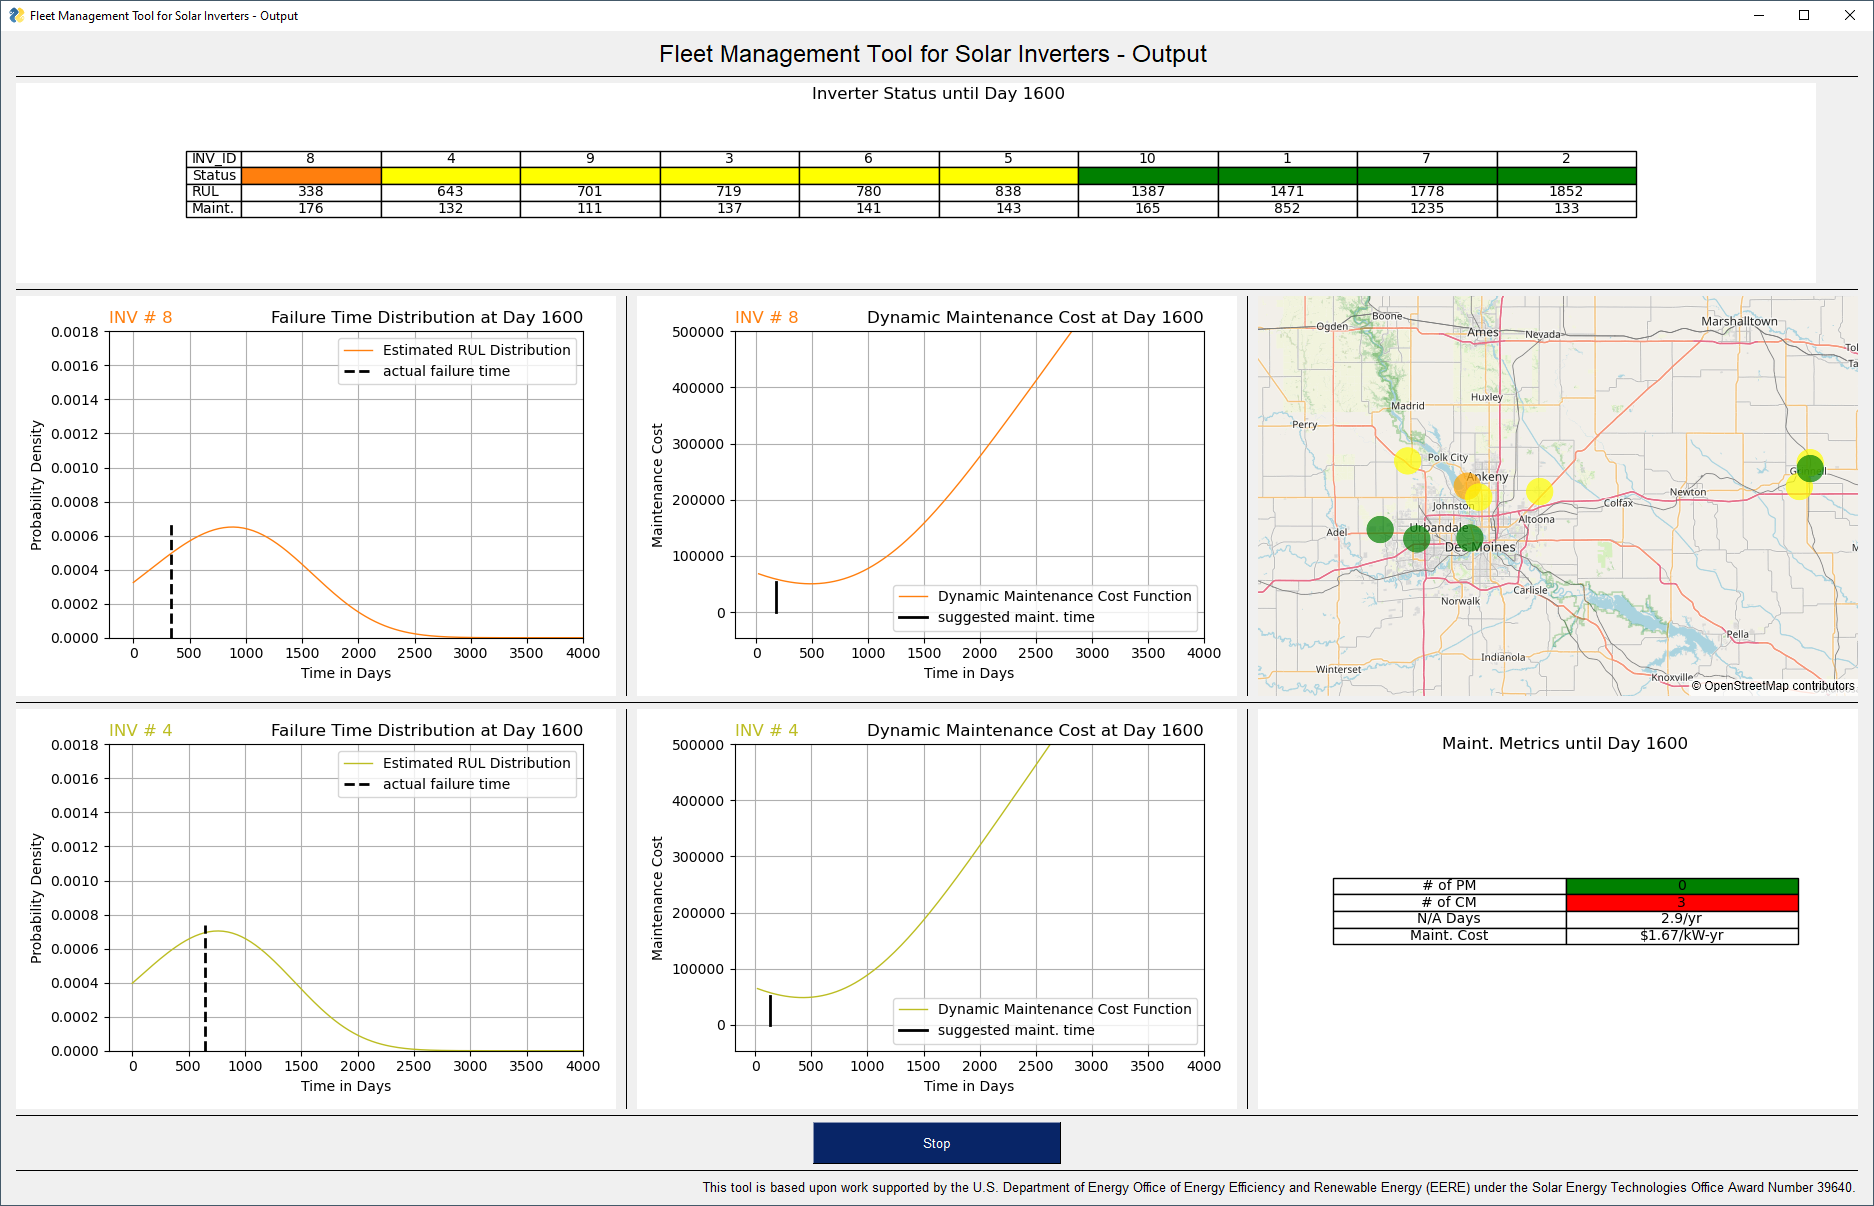 Fleet Management Tool for Solar Inverters - Output
Fleet Management Tool for Solar Inverters - Output
Inverter Status until Day 1600
INV_ID 8 4 9 3 6 5 10 1 7 2
Status
RUL 338 643 701 719 780 838 1387 1471 1778 1852
Maint. 176 132 111 137 141 143 165 852 1235 133
INV # 8 Failure Time Distribution at Day 1600
Estimated RUL Distribution
actual failure time
Probability Density
0.0018
0.0016
0.0014
0.0012
0.0010
0.0008
0.0006
0.0004
0.0002
0.0000
0 500 1000 1500 2000 2500 3000 3500 4000
Time in Days
INV # 8 Dynamic Maintenance Cost at Day 1600
Maintenance Cost
500000
400000
300000
200000
100000
0
Dynamic Maintenance Cost Function
suggested maint. time
0 500 1000 1500 2000 2500 3000 3500 4000
Time in Days
Boone
Ogden
Ames
Nevada
Marshalltown
Tol
Ta
Huxley
Madrid
Perry
Polk City
Ankeny
Newton
Colfax
Johnston
Altoona
Urbandale
Adel
Des Moines
Carlisle
Norwalk
Pella
Indianola
Winterset
Knoxville
© OpenStreetMap contributors
INV # 4 Failure Time Distribution at Day 1600
Estimated RUL Distribution
actual failure time
Probability Density
0.0018
0.0016
0.0014
0.0012
0.0010
0.0008
0.0006
0.0004
0.0002
0.0000
0 500 1000 1500 2000 2500 3000 3500 4000
Time in Days
INV # 4 Dynamic Maintenance Cost at Day 1600
Maintenance Cost
500000
400000
300000
200000
100000
0
Dynamic Maintenance Cost Function
suggested maint. time
0 500 1000 1500 2000 2500 3000 3500 4000
Time in Days
Maint. Metrics until Day 1600
# of PM 0
# of CM 3
N/A Days 2.9/yr
Maint. Cost $1.67/kW-yr
Stop
This tool is based upon work supported by the U.S. Department of Energy Office of Energy Efficiency and Renewable Energy (EERE) under the Solar Energy Technologies Office Award Number 39640.